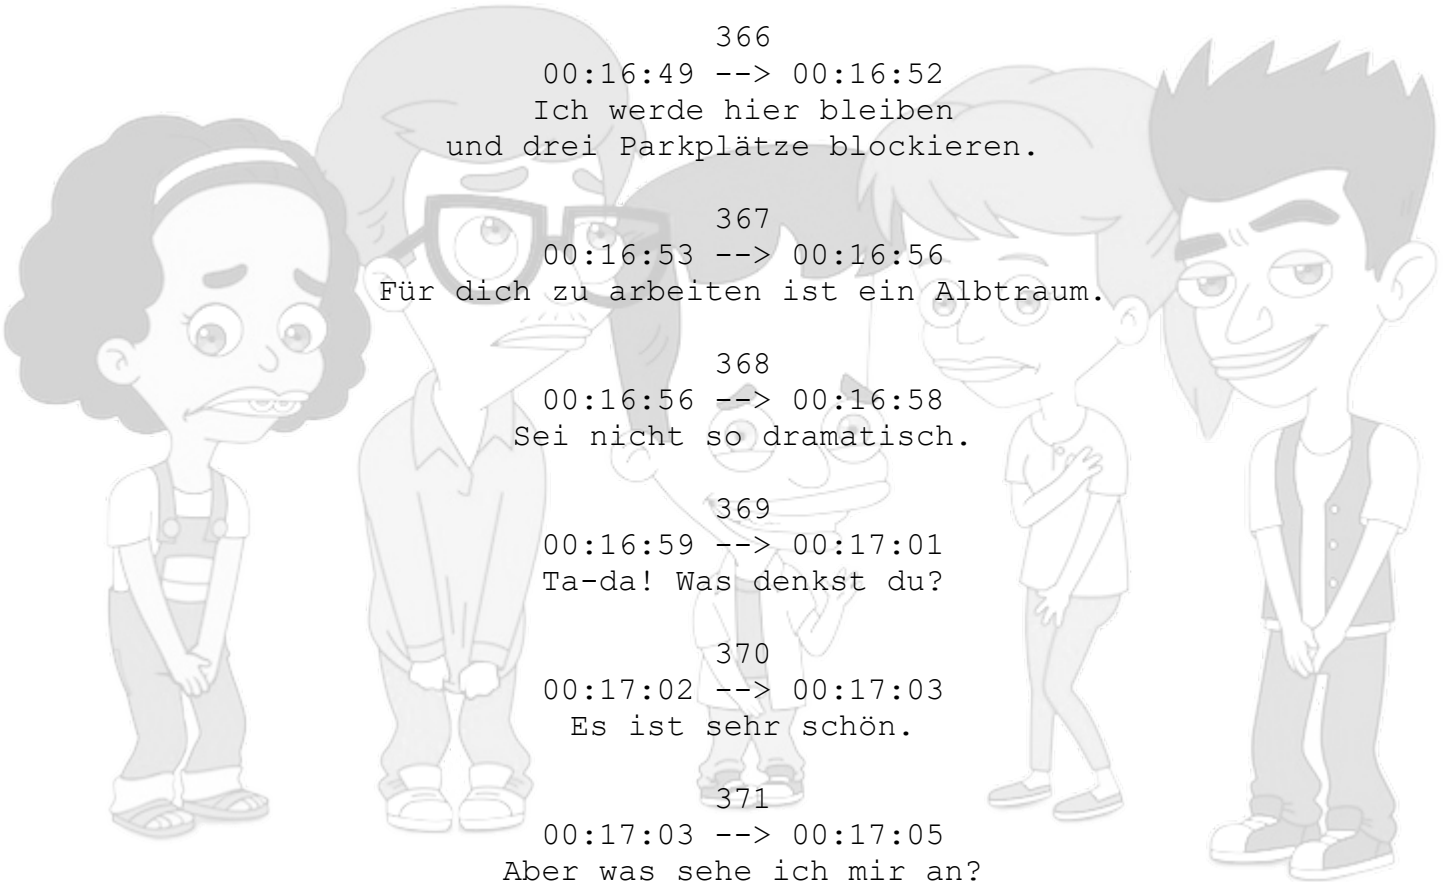 366
00:16:49 --> 00:16:52
Ich werde hier bleiben
und drei Parkplätze blockieren.
367
00:16:53 --> 00:16:56
Für dich zu arbeiten ist ein Albtraum.
368
00:16:56 --> 00:16:58
Sei nicht so dramatisch.
369
00:16:59 --> 00:17:01
Ta-da! Was denkst du?
370
00:17:02 --> 00:17:03
Es ist sehr schön.
371
00:17:03 --> 00:17:05
Aber was sehe ich mir an?